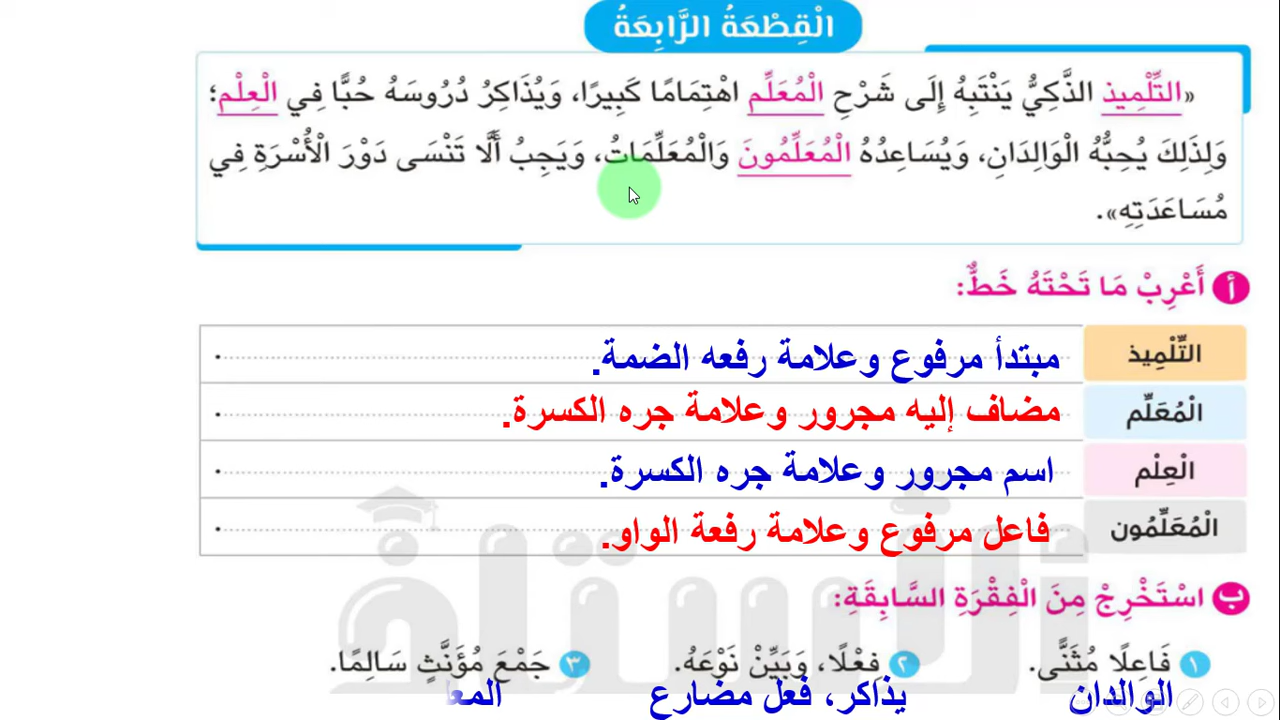 الْقِطْعَةُ الرَّابِعَةُ
«التِّلْمِيذ الذَّكِيُّ يَنْتَبِهُ إِلَى شَرْحِ الْمُعَلِّم اهْتِمَامًا كَبِيرًا، وَيُذَاكِرُ دُرُوسَهُ حُبًّا فِي الْعِلْم؛
وَلِذَلِكَ يُحِبُّهُ الْوَالِدَانِ، وَيُسَاعِدُهُ الْمُعَلِّمُونَ وَالْمُعَلِّمَاتُ، وَيَجِبُ أَلَّا تَنْسَى دَوْرَ الْأُسْرَةِ فِي
مُسَاعَدَتِهِ».
أ أَعْرِبْ مَا تَحْتَهُ خَطٌّ:
التِّلْمِيذ مبتدأ مرفوع وعلامة رفعه الضمة.
الْمُعَلِّم مضاف إليه مجرور وعلامة جره الكسرة.
الْعِلْم اسم مجرور وعلامة جره الكسرة.
الْمُعَلِّمُون فاعل مرفوع وعلامة رفعة الواو.
ب اسْتَخْرِجْ مِنَ الْفِقْرَةِ السَّابِقَةِ:
١ فَاعِلًا مُثَنًّى. ٢ فِعْلًا، وَبَيِّنْ نَوْعَهُ. ٣ جَمْعَ مُؤَنَّثٍ سَالِمًا.
الوالدان يذاكر، فعل مضارع المعا
الأستاذ